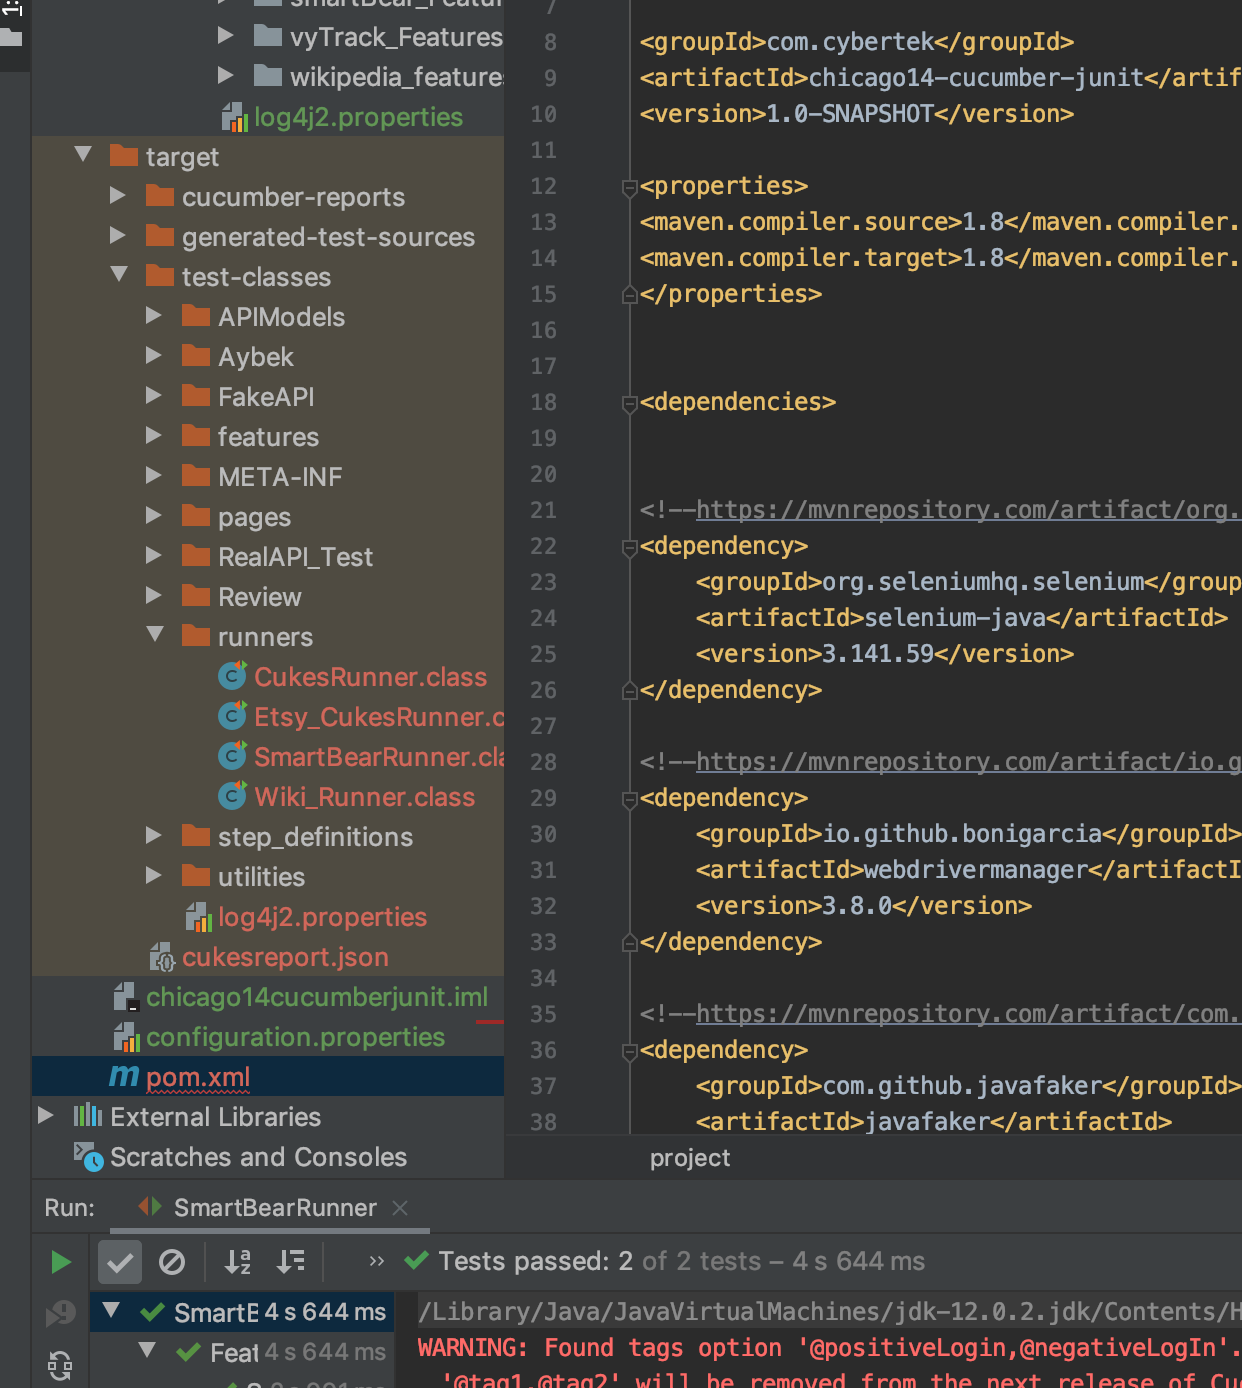 1:
smartBear_Featur
vyTrack_Features
wikipedia_feature
log4j2.properties
target
cucumber-reports
generated-test-sources
test-classes
APIModels
Aybek
FakeAPI
features
META-INF
pages
RealAPI_Test
Review
runners
CukesRunner.class
Etsy_CukesRunner.c
SmartBearRunner.cla
Wiki_Runner.class
step_definitions
utilities
log4j2.properties
cukesreport.json
chicago14cucumberjunit.iml
configuration.properties
pom.xml
External Libraries
Scratches and Consoles
7
8 <groupId>com.cybertek</groupId>
9 <artifactId>chicago14-cucumber-junit</artif
10 <version>1.0-SNAPSHOT</version>
11
12 <properties>
13 <maven.compiler.source>1.8</maven.compiler.
14 <maven.compiler.target>1.8</maven.compiler.
15 </properties>
16
17
18 <dependencies>
19
20
21 <!--https://mvnrepository.com/artifact/org.
22 <dependency>
23 <groupId>org.seleniumhq.selenium</group
24 <artifactId>selenium-java</artifactId>
25 <version>3.141.59</version>
26 </dependency>
27
28 <!--https://mvnrepository.com/artifact/io.g
29 <dependency>
30 <groupId>io.github.bonigarcia</groupId>
31 <artifactId>webdrivermanager</artifactI
32 <version>3.8.0</version>
33 </dependency>
34
35 <!--https://mvnrepository.com/artifact/com.
36 <dependency>
37 <groupId>com.github.javafaker</groupId>
38 <artifactId>javafaker</artifactId>
project
Run: SmartBearRunner
» Tests passed: 2 of 2 tests – 4 s 644 ms
SmartB 4 s 644 ms
Feat 4 s 644 ms
/Library/Java/JavaVirtualMachines/jdk-12.0.2.jdk/Contents/H
WARNING: Found tags option '@positiveLogin,@negativeLogIn'.
'@tag1,@tag2' will be removed from the next release of Cuc